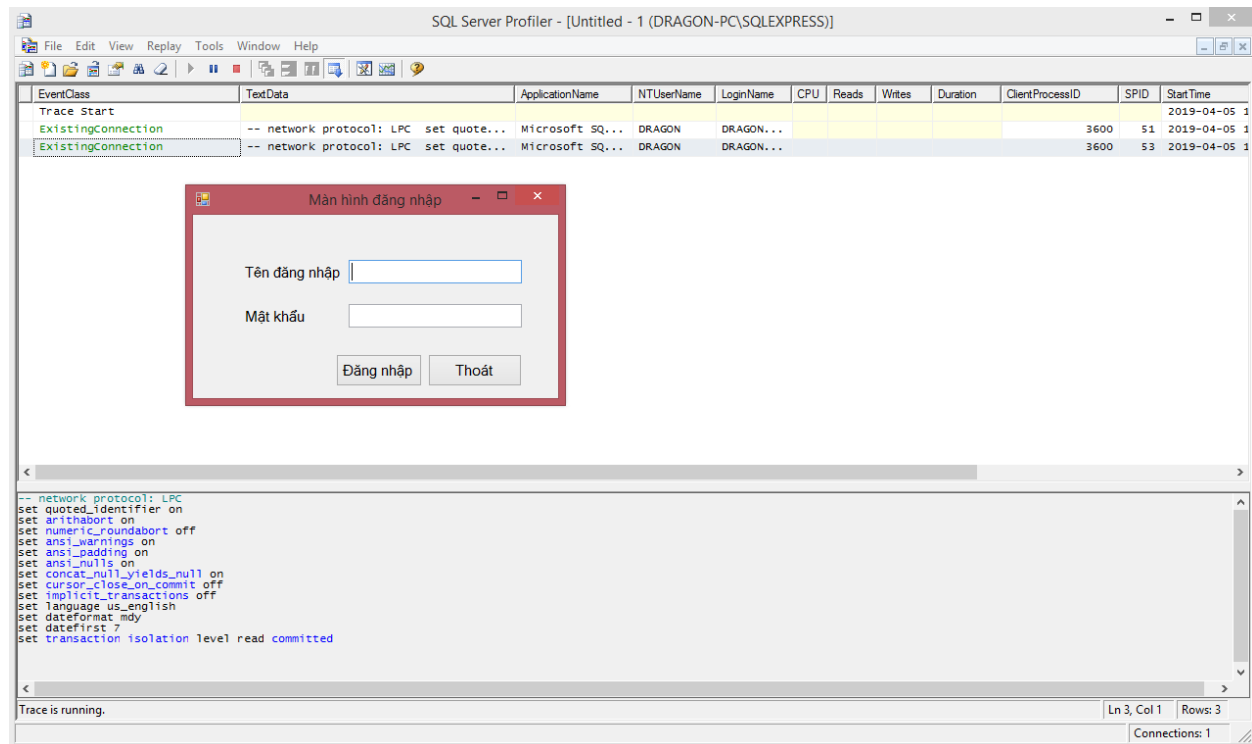 SQL Server Profiler - [Untitled - 1 (DRAGON-PC\SQLEXPRESS)]
File Edit View Replay Tools Window Help
EventClass TextData ApplicationName NTUserName LoginName CPU Reads Writes Duration ClientProcessID SPID StartTime
Trace Start 2019-04-05 1
ExistingConnection -- network protocol: LPC set quote... Microsoft SQ... DRAGON DRAGON... 3600 51 2019-04-05 1
ExistingConnection -- network protocol: LPC set quote... Microsoft SQ... DRAGON DRAGON... 3600 53 2019-04-05 1
Màn hình đăng nhập
Tên đăng nhập
Mật khẩu
Đăng nhập Thoát
-- network protocol: LPC
set quoted_identifier on
set arithabort on
set numeric_roundabort off
set ansi_warnings on
set ansi_padding on
set ansi_nulls on
set concat_null_yields_null on
set cursor_close_on_commit off
set implicit_transactions off
set language us_english
set dateformat mdy
set datefirst 7
set transaction isolation level read committed
Trace is running. Ln 3, Col 1 Rows: 3
Connections: 1